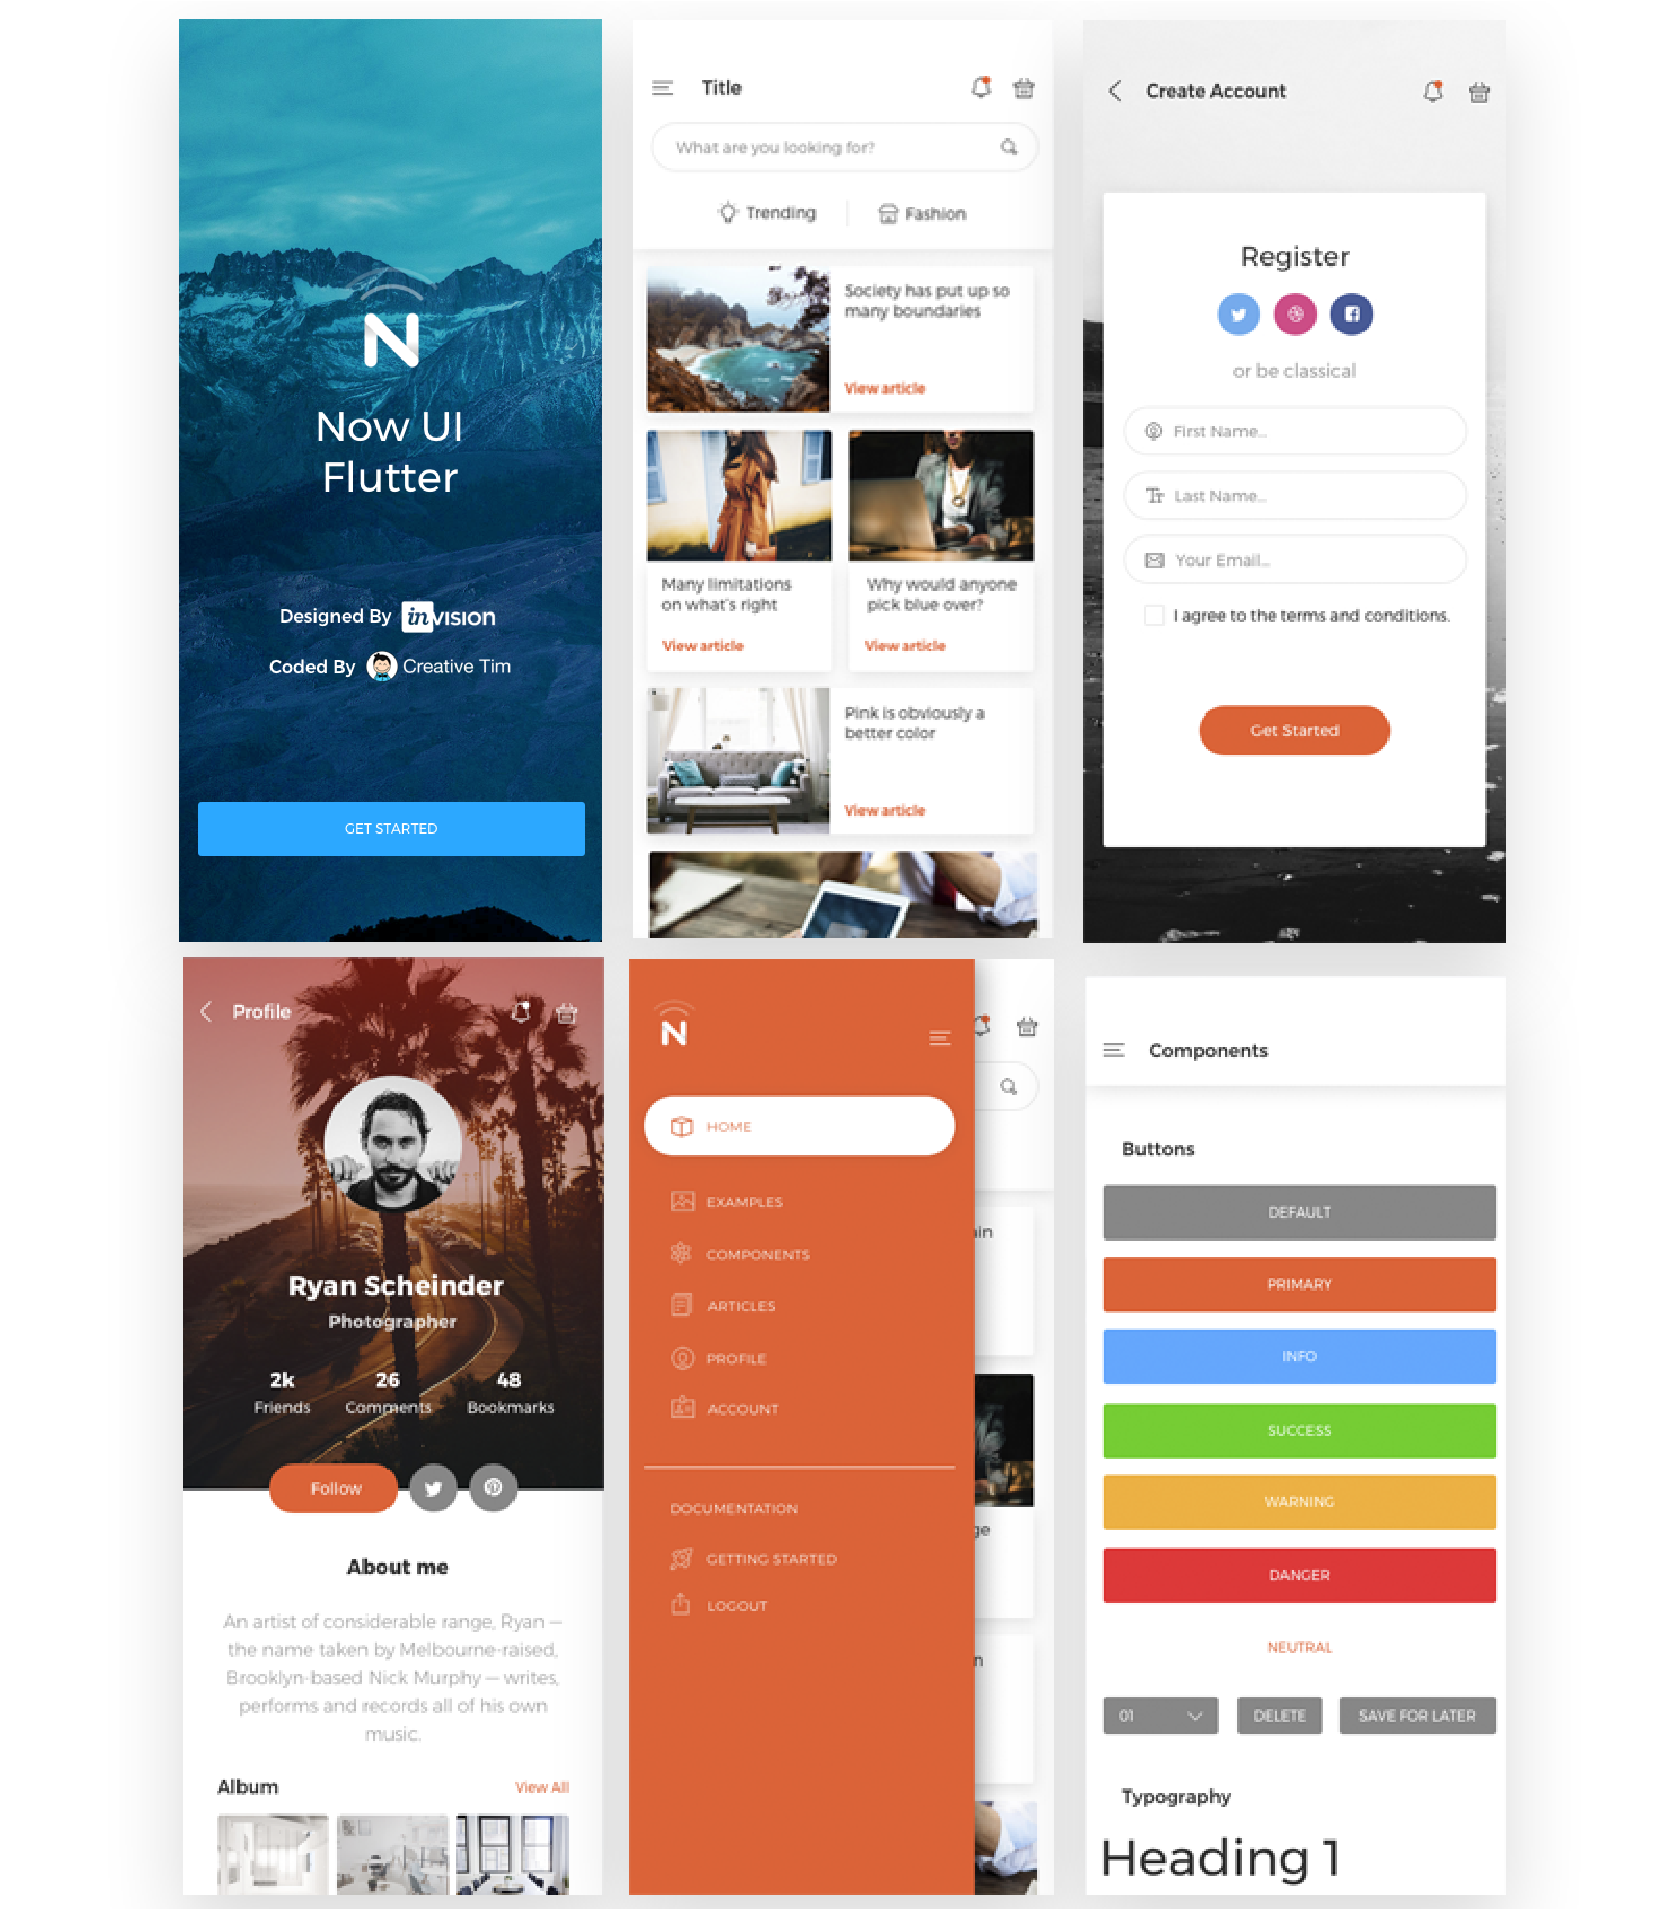 N
Now UI
Flutter
Designed By invision
Coded By Creative Tim
GET STARTED
Title
What are you looking for?
Trending
Fashion
Society has put up so
many boundaries
View article
Many limitations
on what's right
View article
Why would anyone
pick blue over?
View article
Pink is obviously a
better color
View article
Create Account
Register
or be classical
First Name...
Last Name...
Your Email...
I agree to the terms and conditions.
Get Started
Profile
Ryan Scheinder
Photographer
2k
Friends
26
Comments
48
Bookmarks
Follow
About me
An artist of considerable range, Ryan —
the name taken by Melbourne-raised,
Brooklyn-based Nick Murphy — writes,
performs and records all of his own
music.
Album
View All
N
HOME
EXAMPLES
COMPONENTS
ARTICLES
PROFILE
ACCOUNT
DOCUMENTATION
GETTING STARTED
LOGOUT
Components
Buttons
DEFAULT
PRIMARY
INFO
SUCCESS
WARNING
DANGER
NEUTRAL
01
DELETE
SAVE FOR LATER
Typography
Heading 1